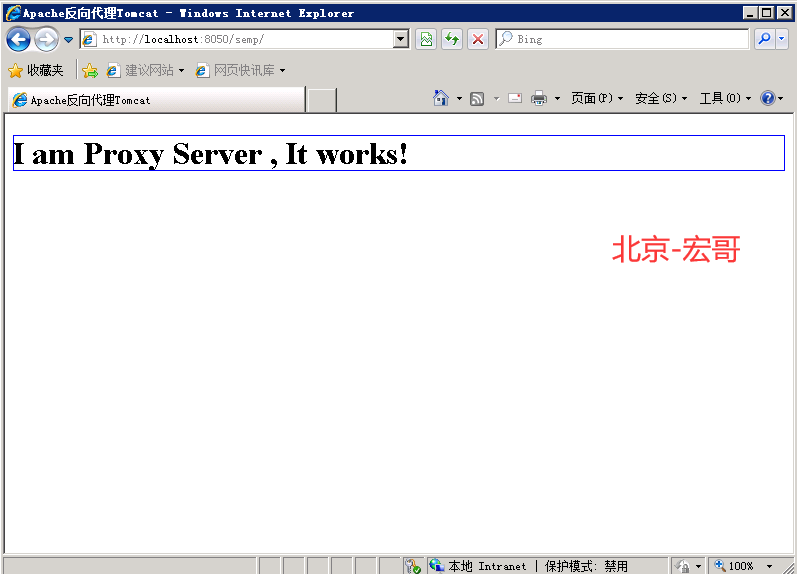 Apache反向代理Tomcat - Windows Internet Explorer
http://localhost:8050/semp/
Bing
收藏夹 建议网站 网页快讯库
Apache反向代理Tomcat 页面(P) 安全(S) 工具(O)
I am Proxy Server , It works!
北京-宏哥
本地 Intranet | 保护模式: 禁用 100%